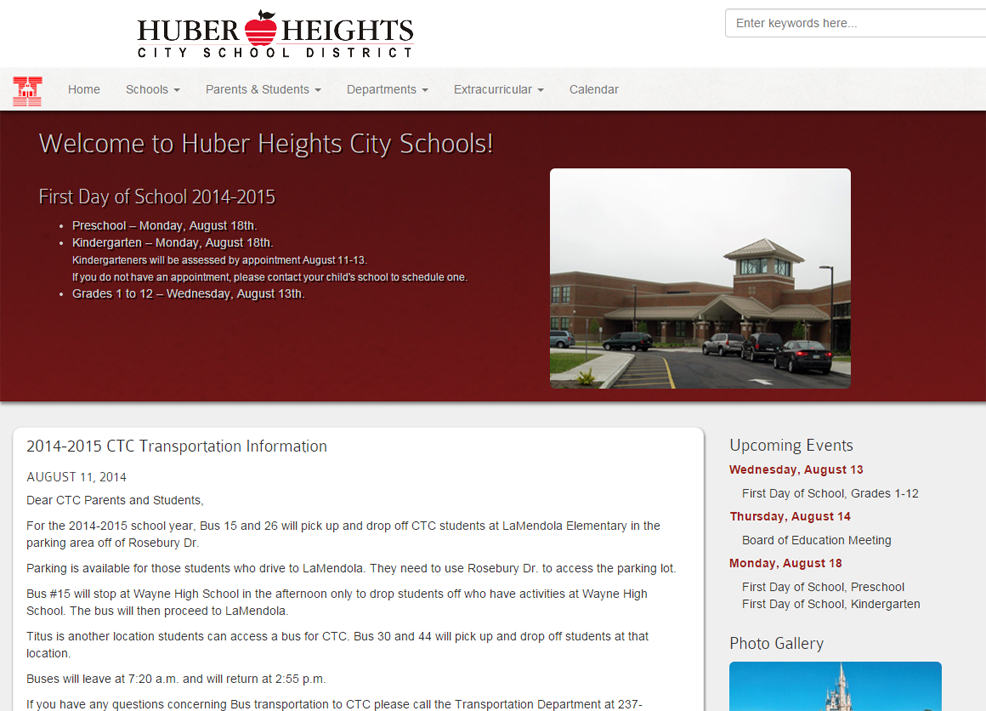 HUBER HEIGHTS
CITY SCHOOL DISTRICT
Enter keywords here...
Home Schools Parents & Students Departments Extracurricular Calendar
Welcome to Huber Heights City Schools!
First Day of School 2014-2015
• Preschool – Monday, August 18th.
• Kindergarten – Monday, August 18th.
Kindergarteners will be assessed by appointment August 11-13.
If you do not have an appointment, please contact your child's school to schedule one.
• Grades 1 to 12 – Wednesday, August 13th.
2014-2015 CTC Transportation Information
AUGUST 11, 2014
Dear CTC Parents and Students,
For the 2014-2015 school year, Bus 15 and 26 will pick up and drop off CTC students at LaMendola Elementary in the
parking area off of Rosebury Dr.
Parking is available for those students who drive to LaMendola. They need to use Rosebury Dr. to access the parking lot.
Bus #15 will stop at Wayne High School in the afternoon only to drop students off who have activities at Wayne High
School. The bus will then proceed to LaMendola.
Titus is another location students can access a bus for CTC. Bus 30 and 44 will pick up and drop off students at that
location.
Buses will leave at 7:20 a.m. and will return at 2:55 p.m.
If you have any questions concerning Bus transportation to CTC please call the Transportation Department at 237-
Upcoming Events
Wednesday, August 13
First Day of School, Grades 1-12
Thursday, August 14
Board of Education Meeting
Monday, August 18
First Day of School, Preschool
First Day of School, Kindergarten
Photo Gallery